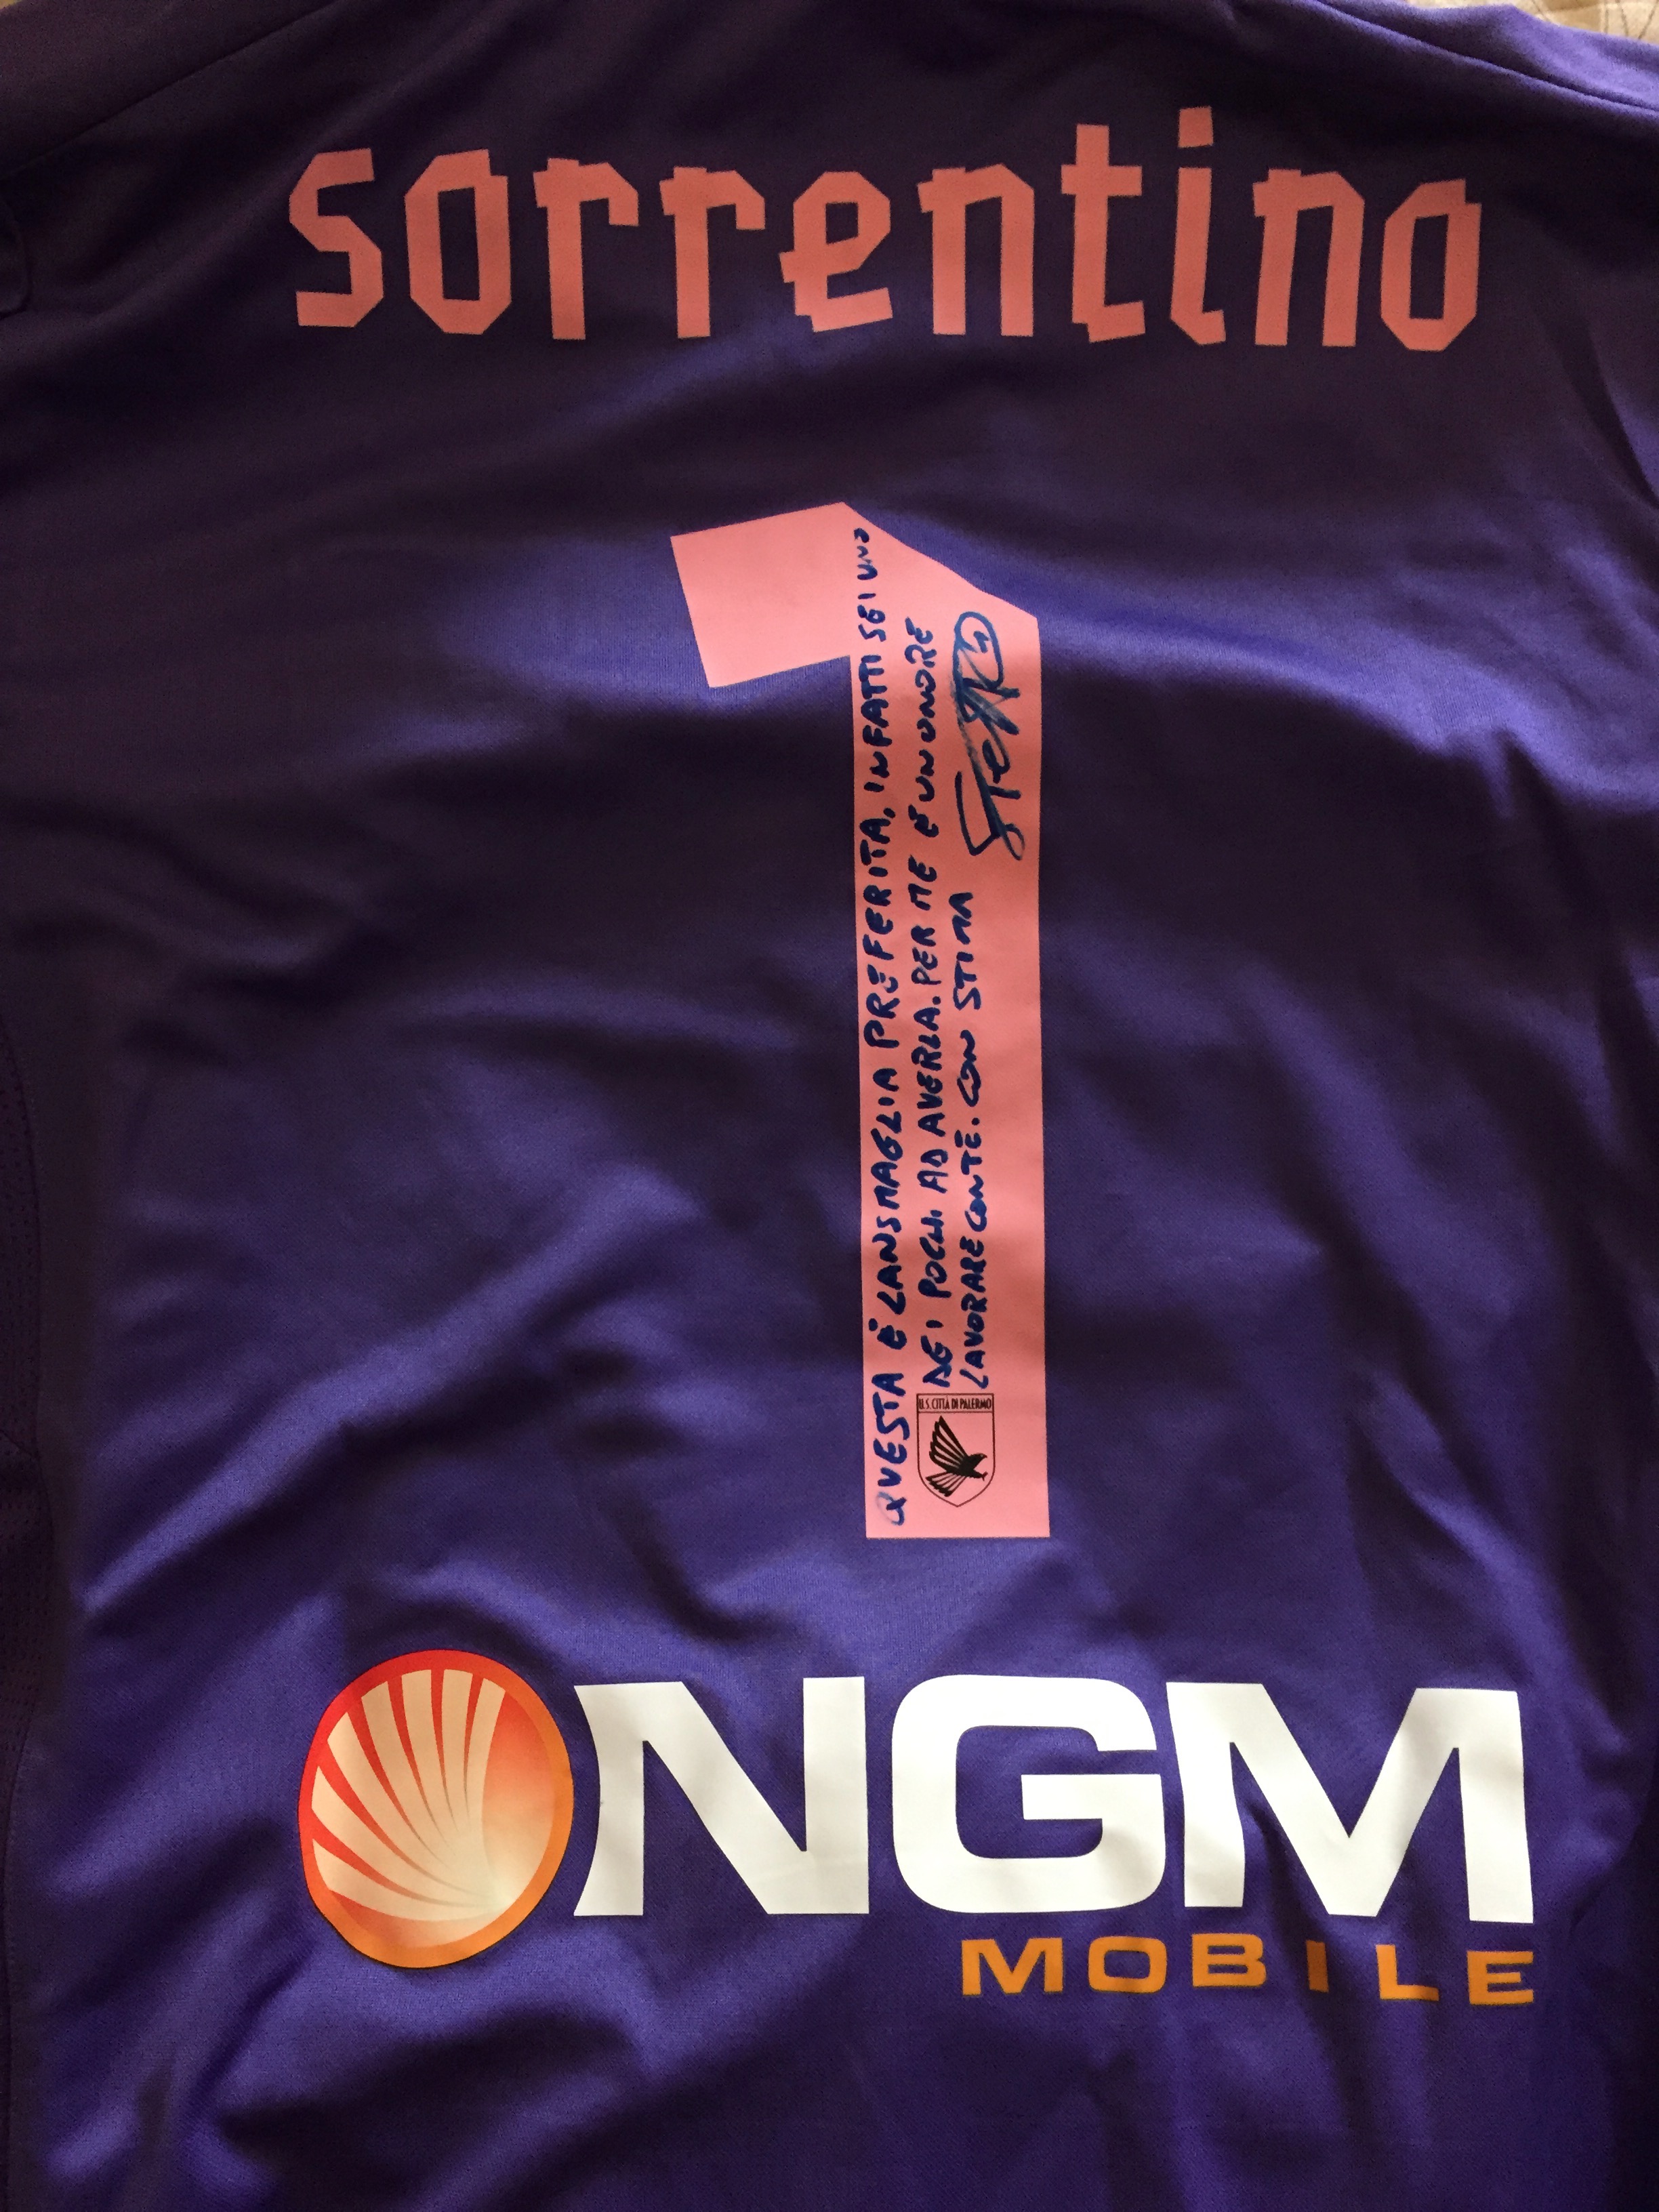 sorrentino
1
QUESTA È LA MIA MAGLIA PREFERITA, INFATTI SEI UNO
DEI POCHI AD AVERLA. PER ME È UN ONORE
LAVORARE CON TE. CON STIMA
U.S. CITTÀ DI PALERMO
NGM
MOBILE